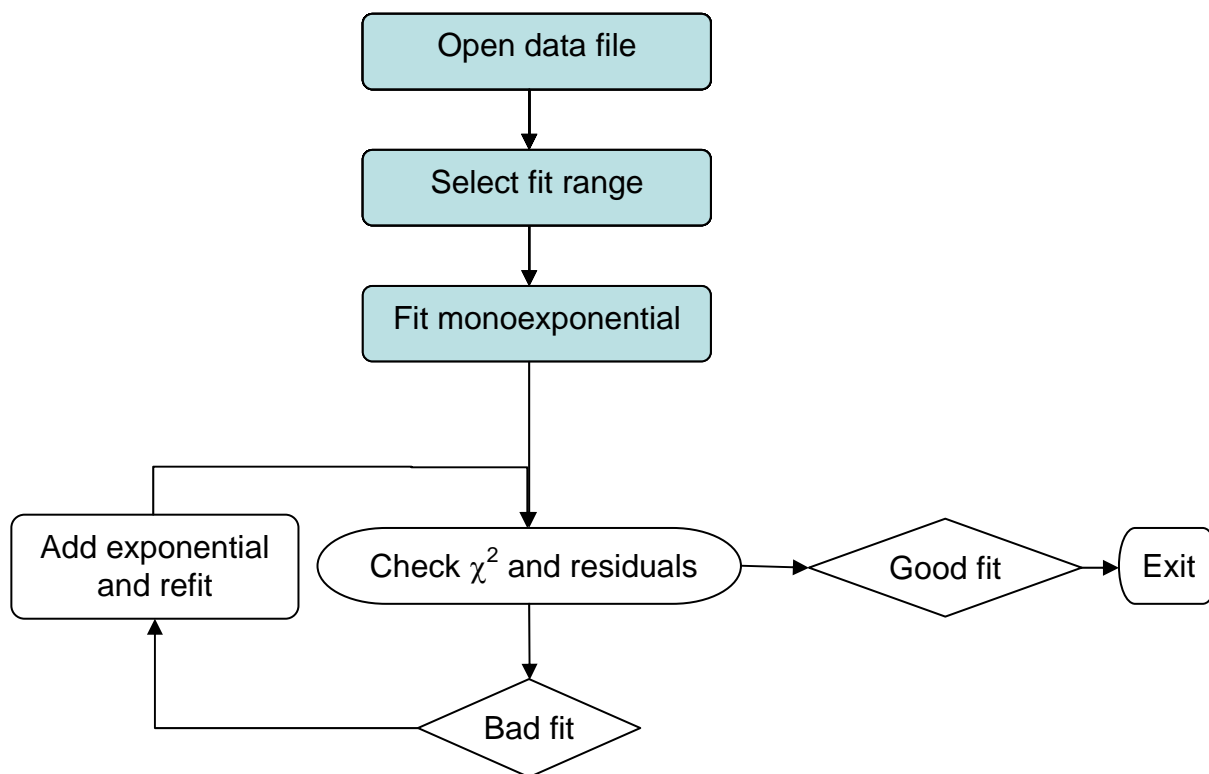 Open data file
Select fit range
Fit monoexponential
Add exponential
and refit
Check χ² and residuals
Good fit
Exit
Bad fit